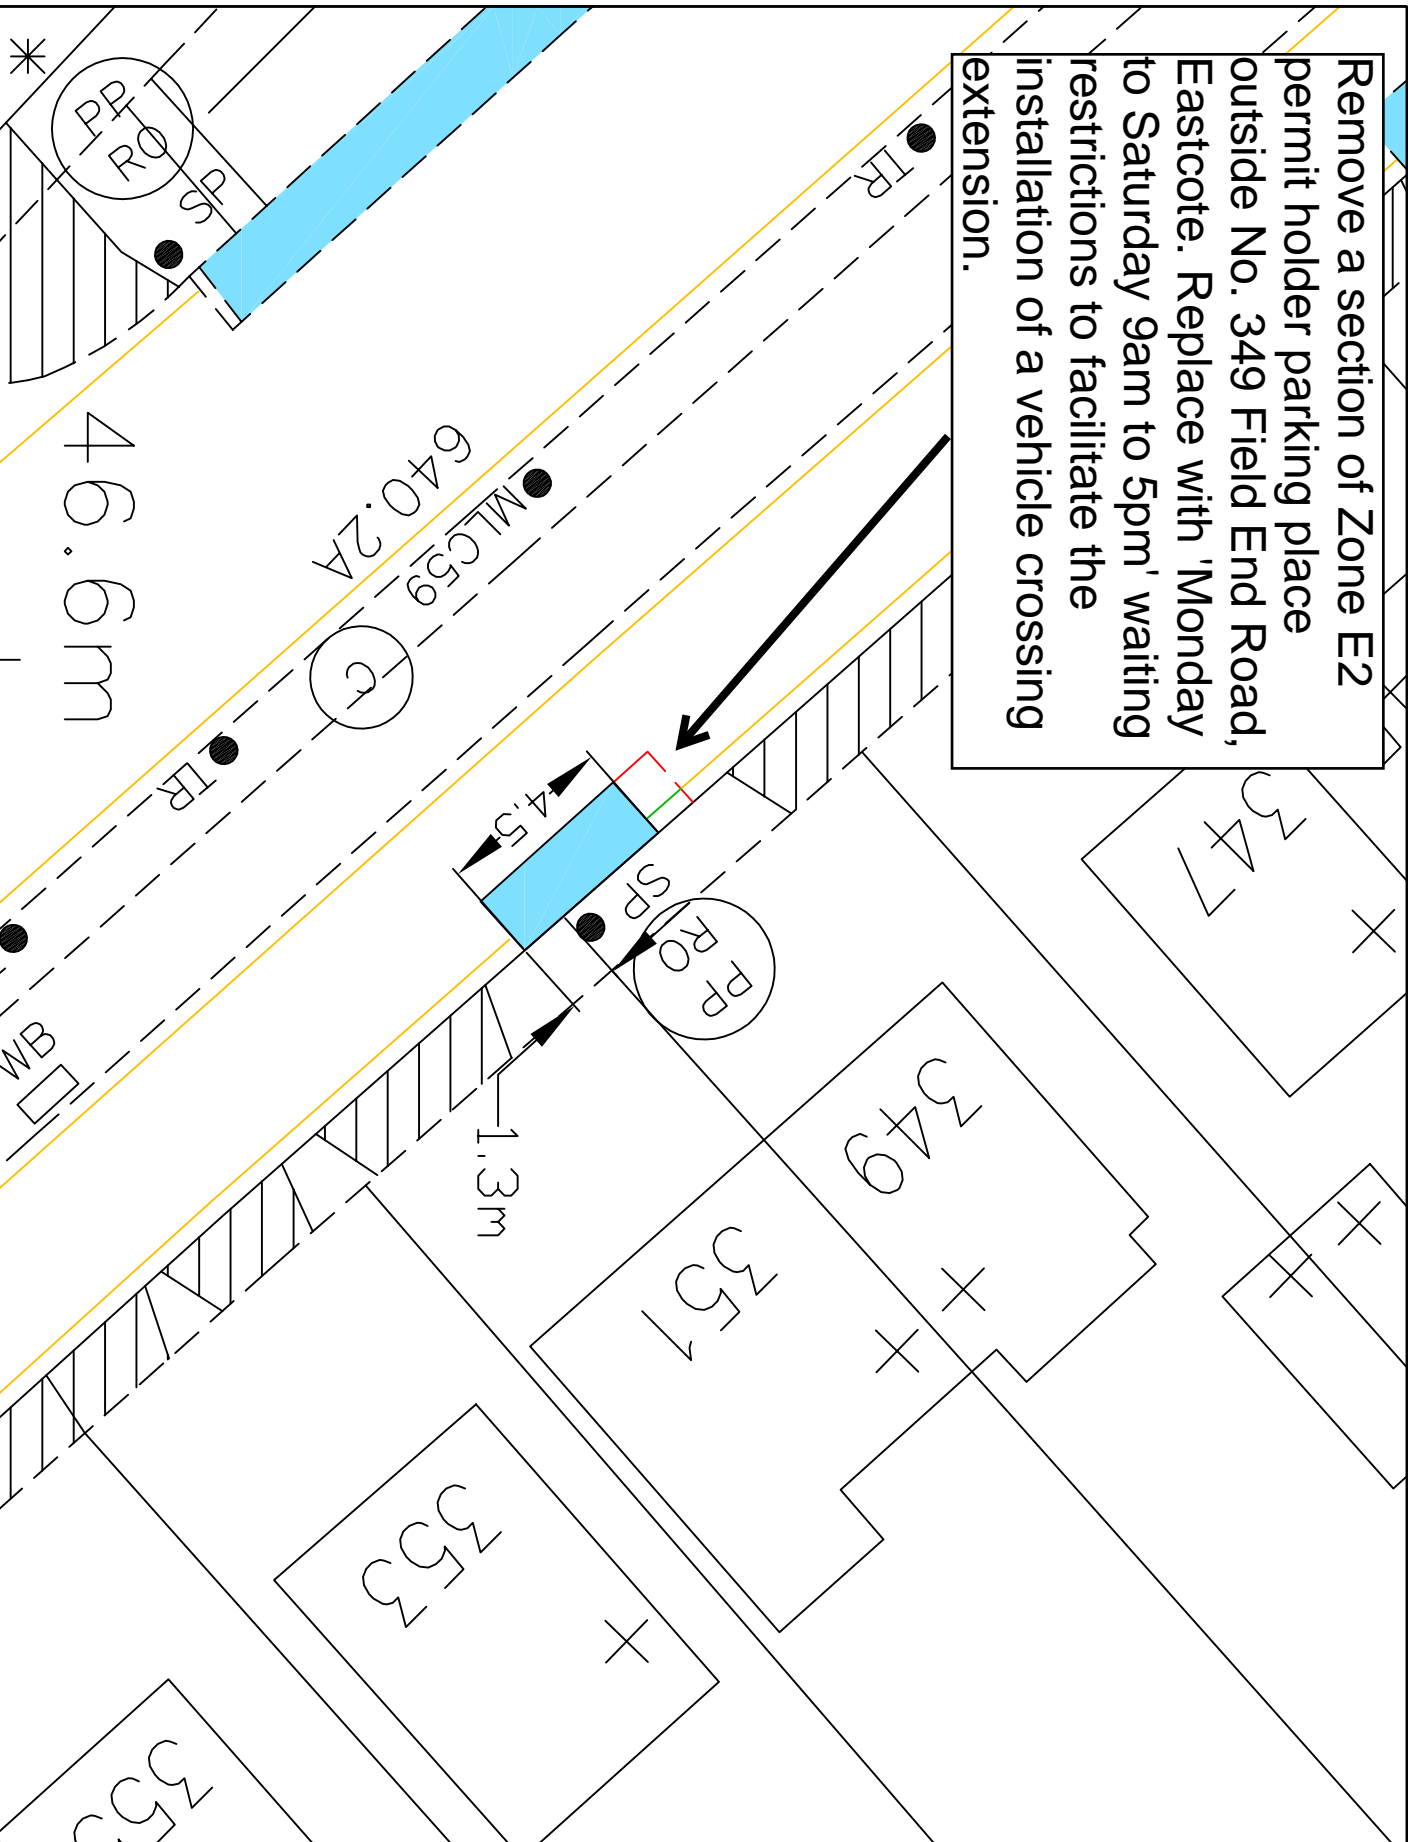 Remove a section of Zone E2
permit holder parking place
outside No. 349 Field End Road,
Eastcote. Replace with 'Monday
to Saturday 9am to 5pm' waiting
restrictions to facilitate the
installation of a vehicle crossing
extension.
347
349
351
353
PP
RO
SP
4.5
1.3m
IR
MLC59
640.2A
C
IR
WB
PP
RO
SP
46.6m